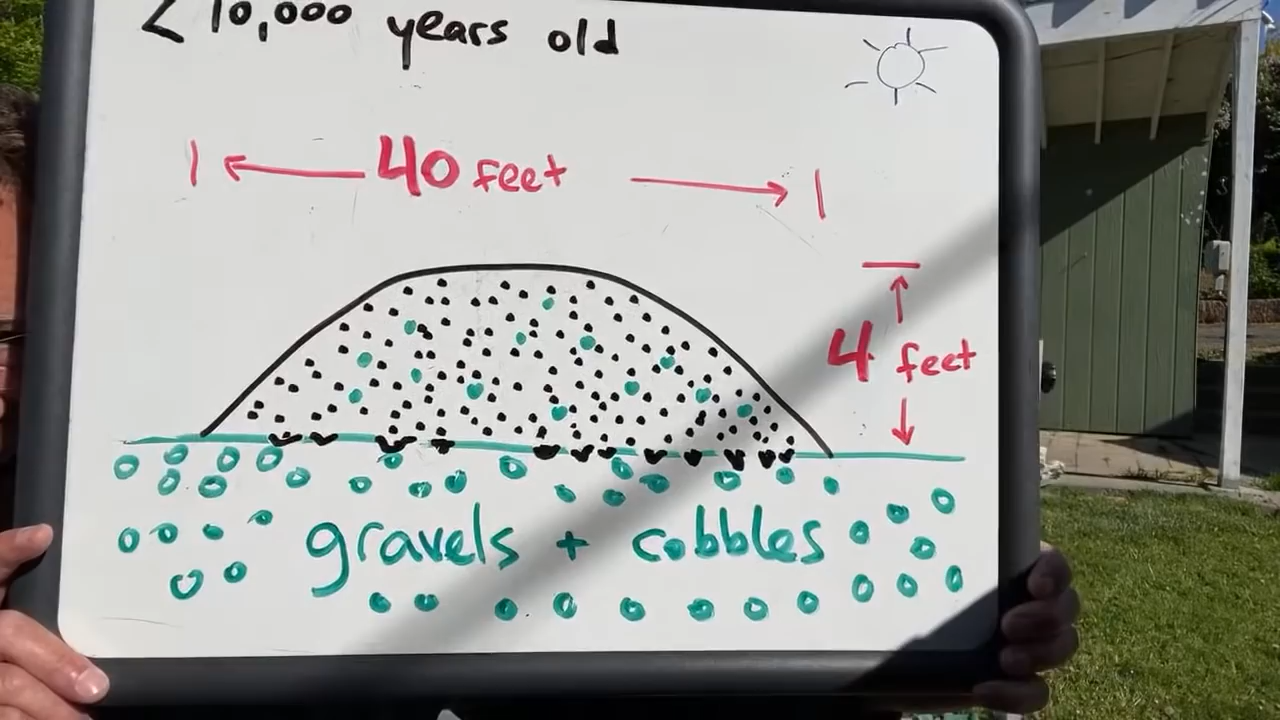 < 10,000 years old
40 feet
4 feet
gravels + cobbles